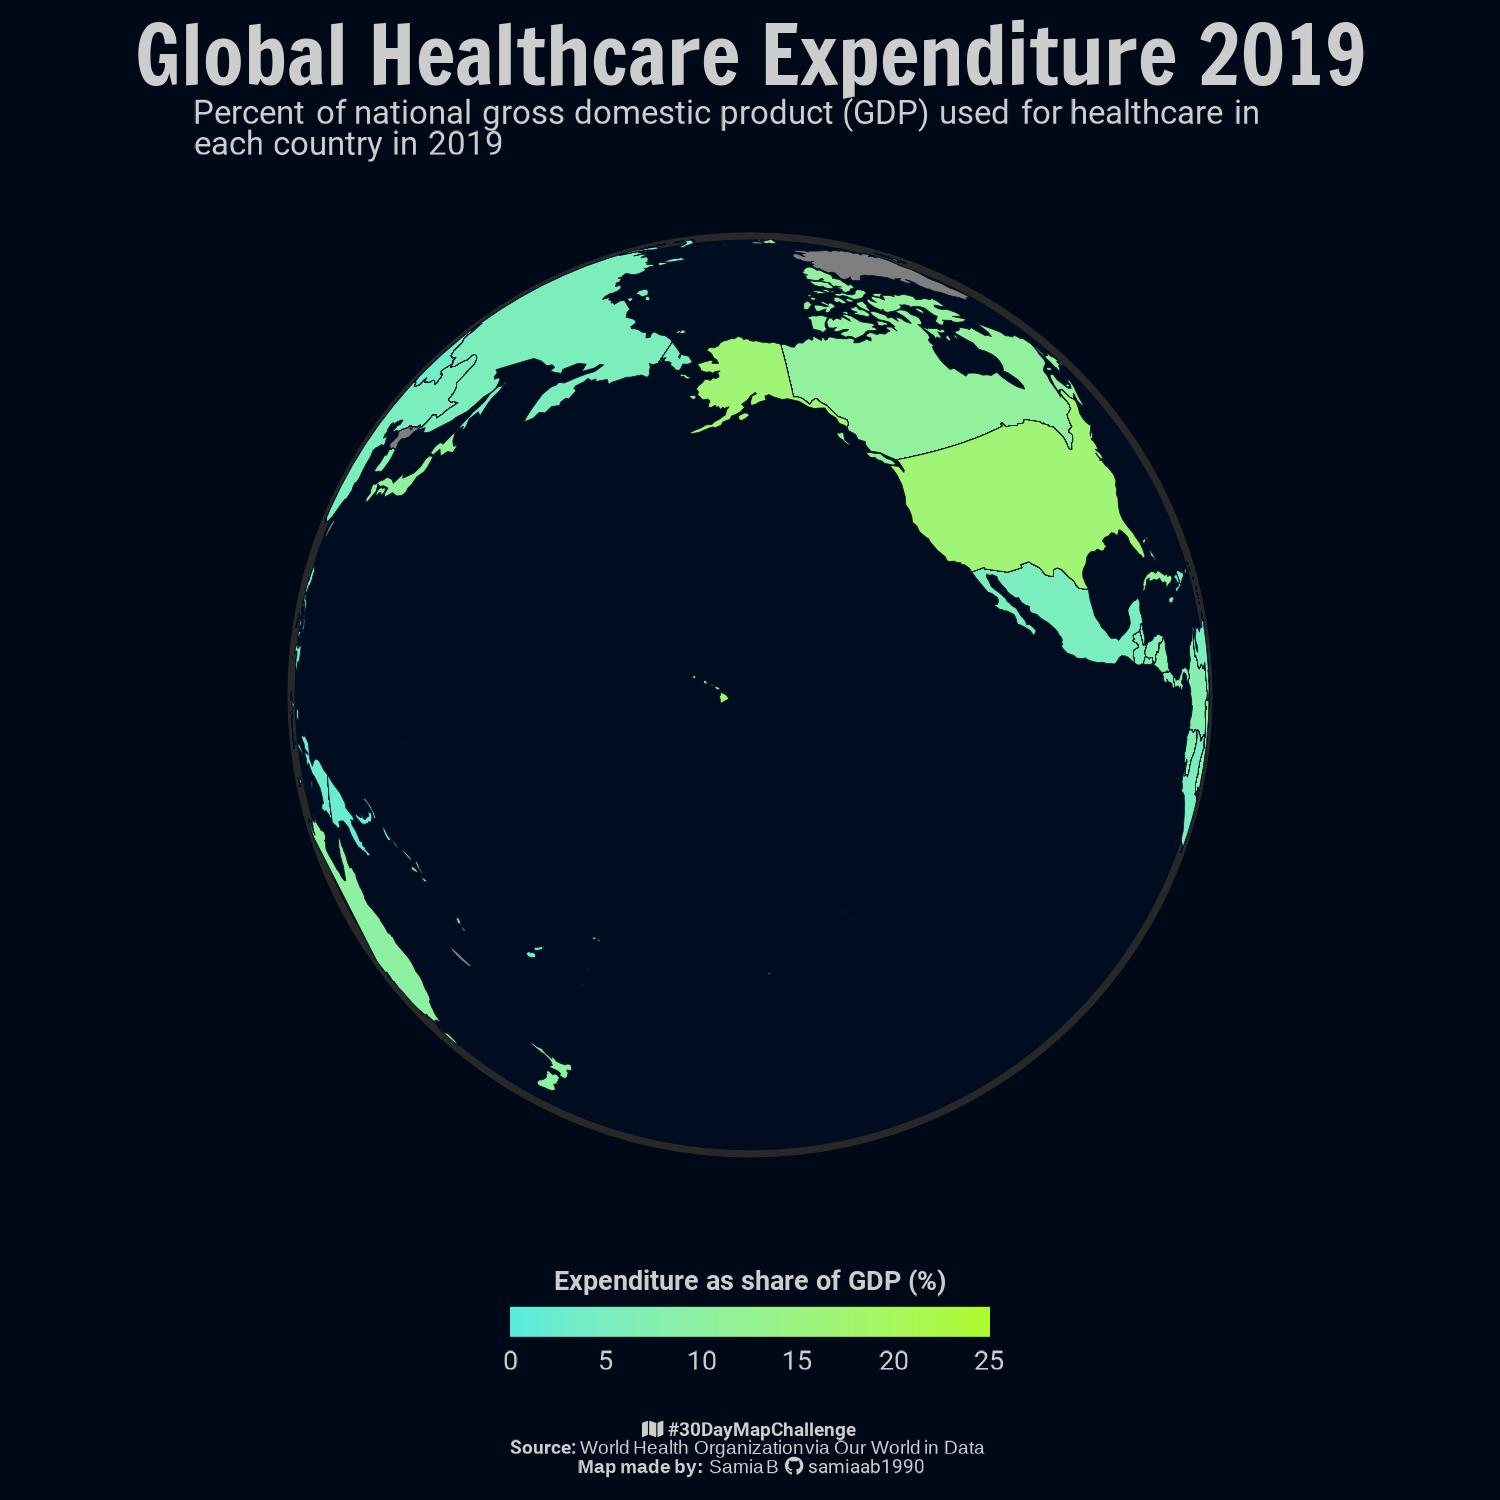 Global Healthcare Expenditure 2019
Percent of national gross domestic product (GDP) used for healthcare in
each country in 2019
Expenditure as share of GDP (%)
0 5 10 15 20 25
#30DayMapChallenge
Source: World Health Organization via Our World in Data
Map made by: Samia B samiaab1990